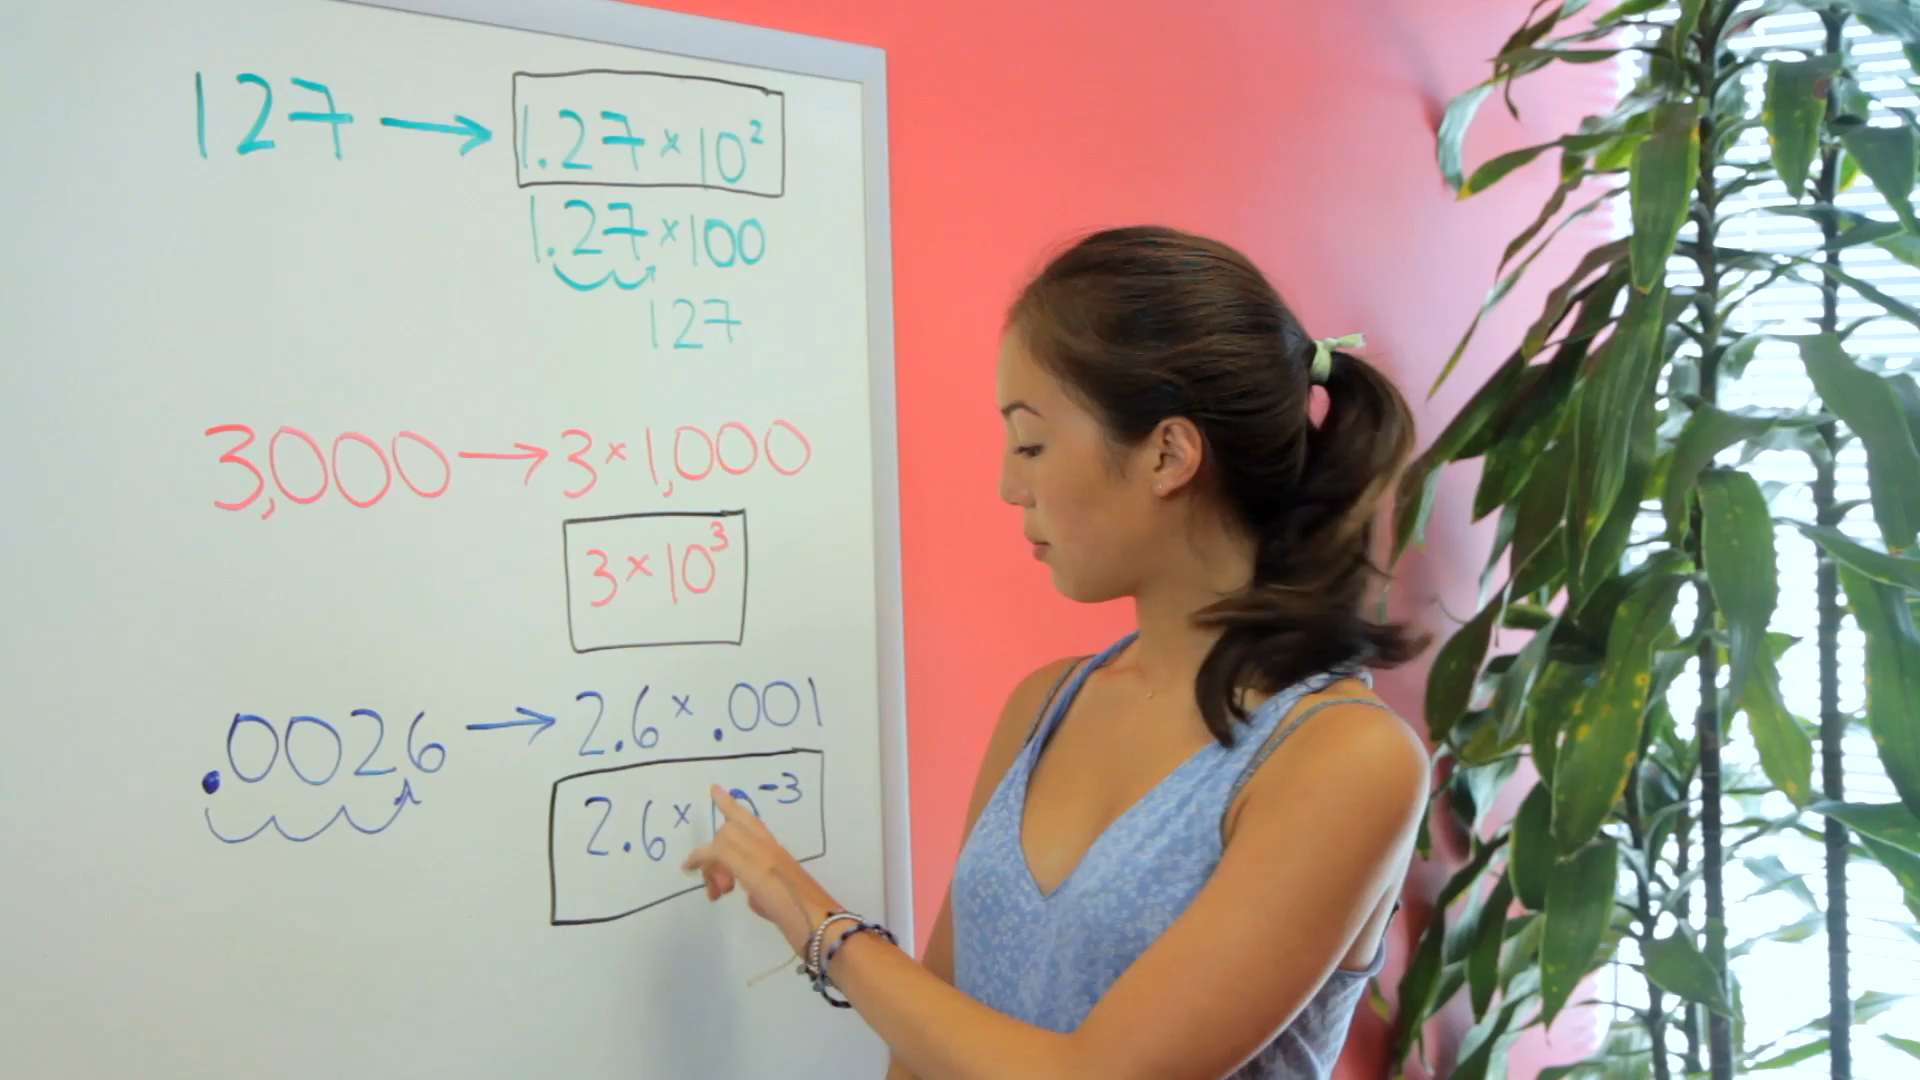 127 → 1.27 × 10²
1.27 × 100
127
3,000 → 3 × 1,000
3 × 10³
.0026 → 2.6 × .001
2.6 × 10⁻³